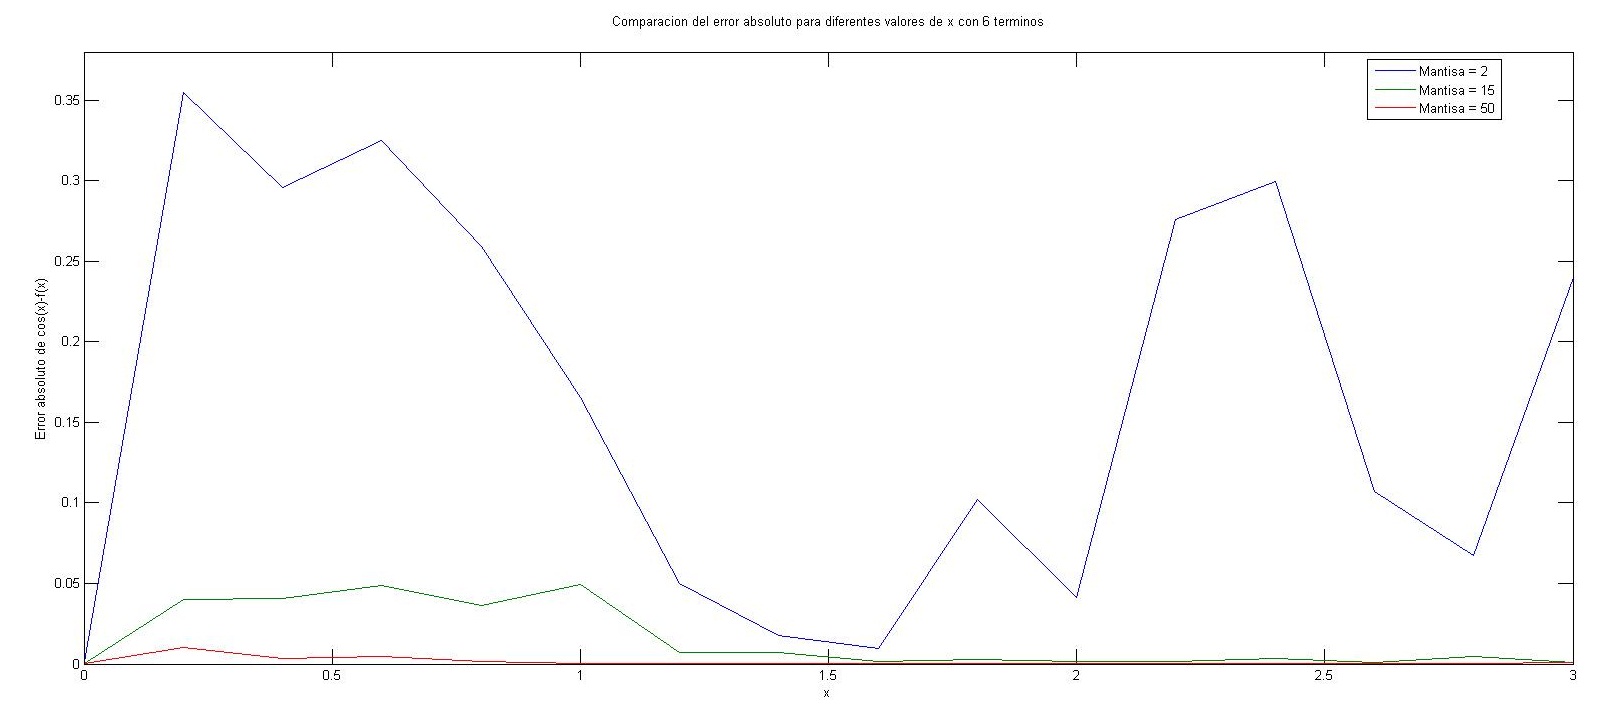 Comparacion del error absoluto para diferentes valores de x con 6 terminos
Mantisa = 2
Mantisa = 15
Mantisa = 50
Error absoluto de cos(x)-f(x)
0.35
0.3
0.25
0.2
0.15
0.1
0.05
0
0 0.5 1 1.5 2 2.5 3
x